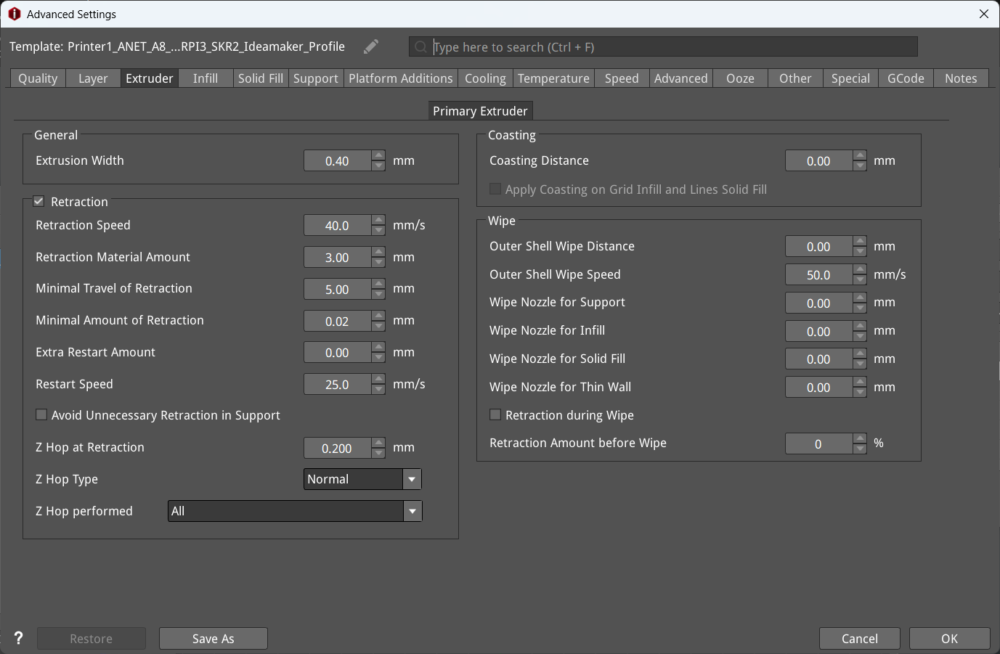 Advanced Settings
Template: Printer1_ANET_A8_...RPI3_SKR2_Ideamaker_Profile
Type here to search (Ctrl + F)
Quality Layer Extruder Infill Solid Fill Support Platform Additions Cooling Temperature Speed Advanced Ooze Other Special GCode Notes
Primary Extruder
General
Extrusion Width 0.40 mm
Retraction
Retraction Speed 40.0 mm/s
Retraction Material Amount 3.00 mm
Minimal Travel of Retraction 5.00 mm
Minimal Amount of Retraction 0.02 mm
Extra Restart Amount 0.00 mm
Restart Speed 25.0 mm/s
Avoid Unnecessary Retraction in Support
Z Hop at Retraction 0.200 mm
Z Hop Type Normal
Z Hop performed All
Coasting
Coasting Distance 0.00 mm
Apply Coasting on Grid Infill and Lines Solid Fill
Wipe
Outer Shell Wipe Distance 0.00 mm
Outer Shell Wipe Speed 50.0 mm/s
Wipe Nozzle for Support 0.00 mm
Wipe Nozzle for Infill 0.00 mm
Wipe Nozzle for Solid Fill 0.00 mm
Wipe Nozzle for Thin Wall 0.00 mm
Retraction during Wipe
Retraction Amount before Wipe 0 %
? Restore Save As Cancel OK